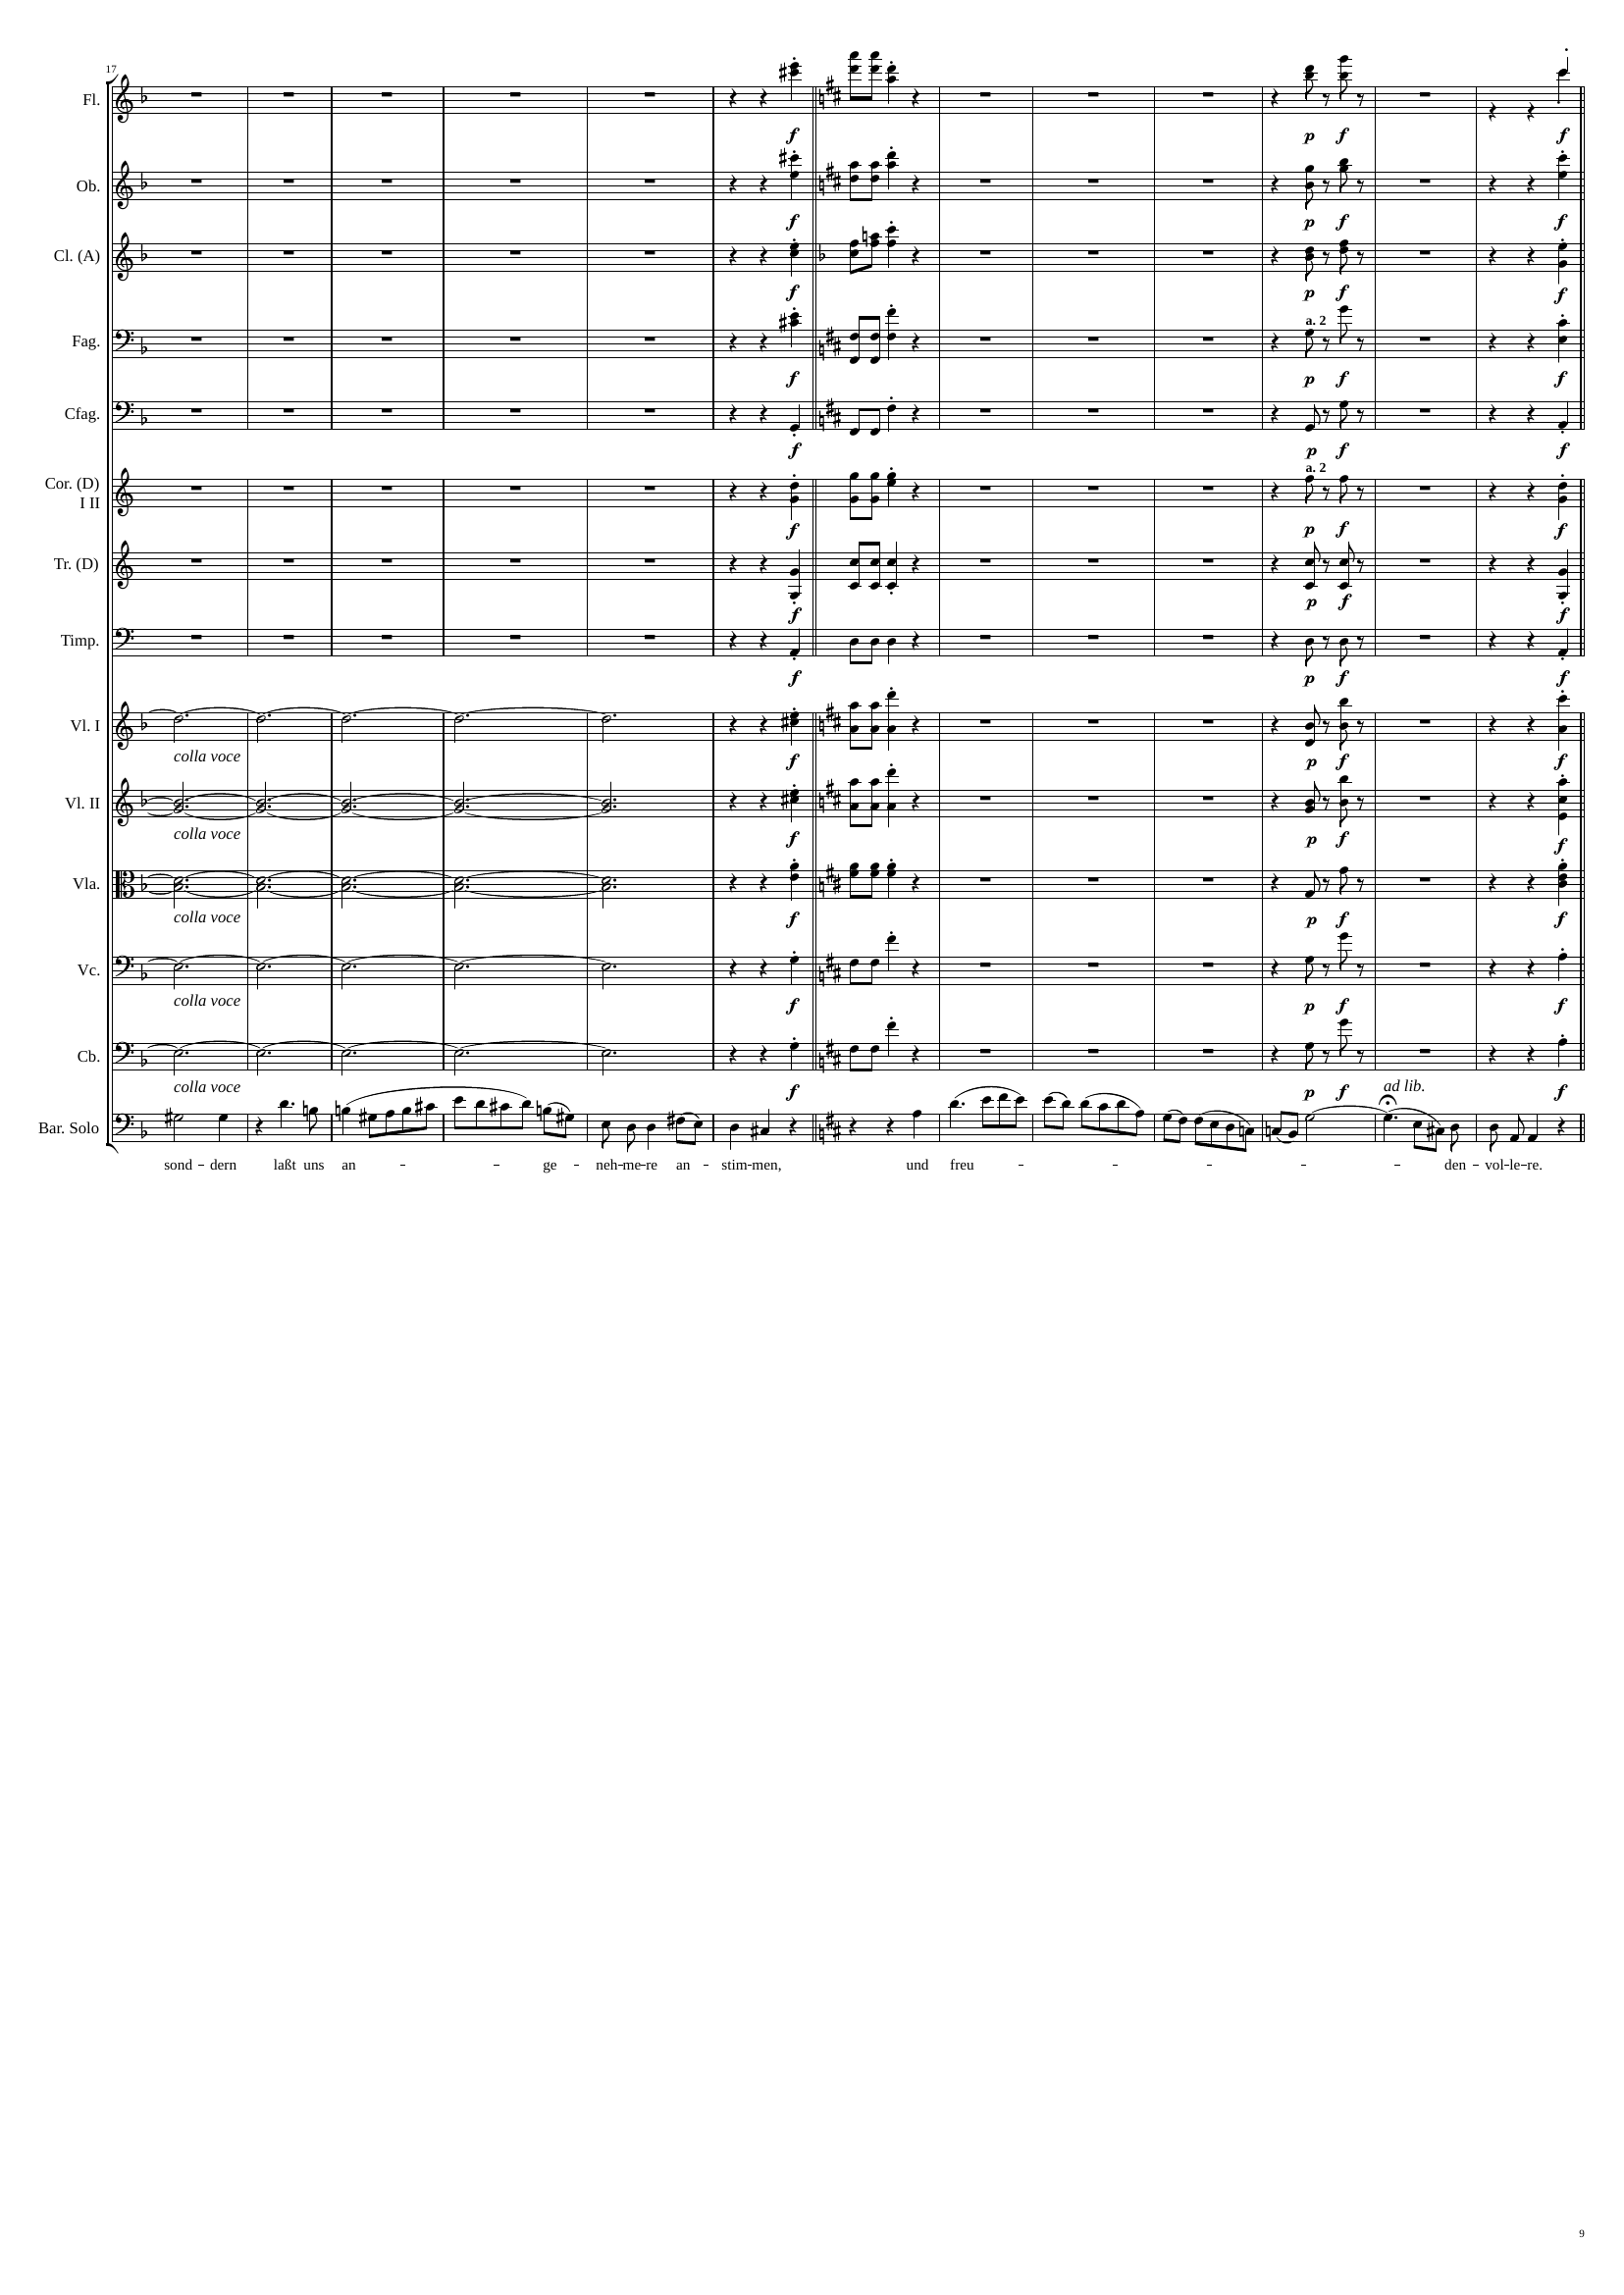 17
Fl.
f
p f
f
Ob.
f
p f
f
Cl. (A)
f
p f
f
Fag.
a. 2
f
p f
f
Cfag.
f
p f
f
Cor. (D)
I II
a. 2
f
p f
f
Tr. (D)
f
p f
f
Timp.
f
p f
f
Vl. I
colla voce
f
p f
f
Vl. II
colla voce
f
p f
f
Vla.
colla voce
f
p f
f
Vc.
colla voce
f
p f
f
Cb.
colla voce
f
p f
f
ad lib.
Bar. Solo
sond - dern laßt uns an - - - - ge - neh-me-re an - stim-men, und freu - - - - - - - - den - vol-le-re.
9